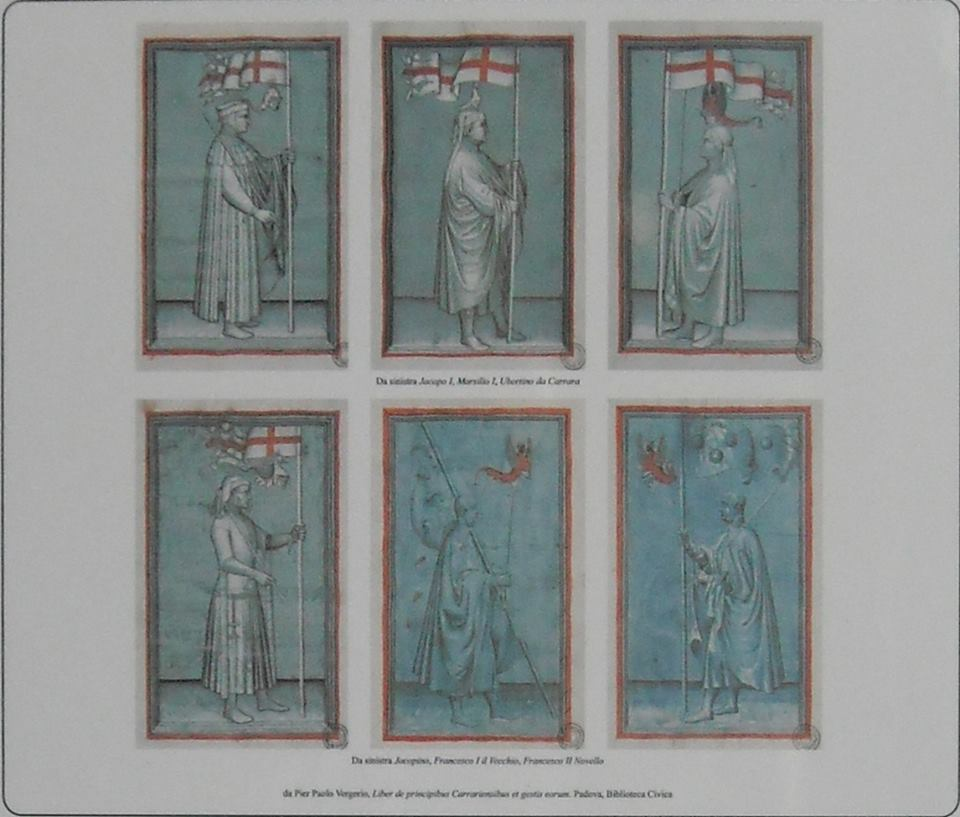 Da sinistra Jacopo I, Marsilio I, Ubertino da Carrara
Da sinistra Jacopino, Francesco I il Vecchio, Francesco II Novello
da Pier Paolo Vergerio, Liber de principibus Carrariensibus et gestis eorum. Padova, Biblioteca Civica